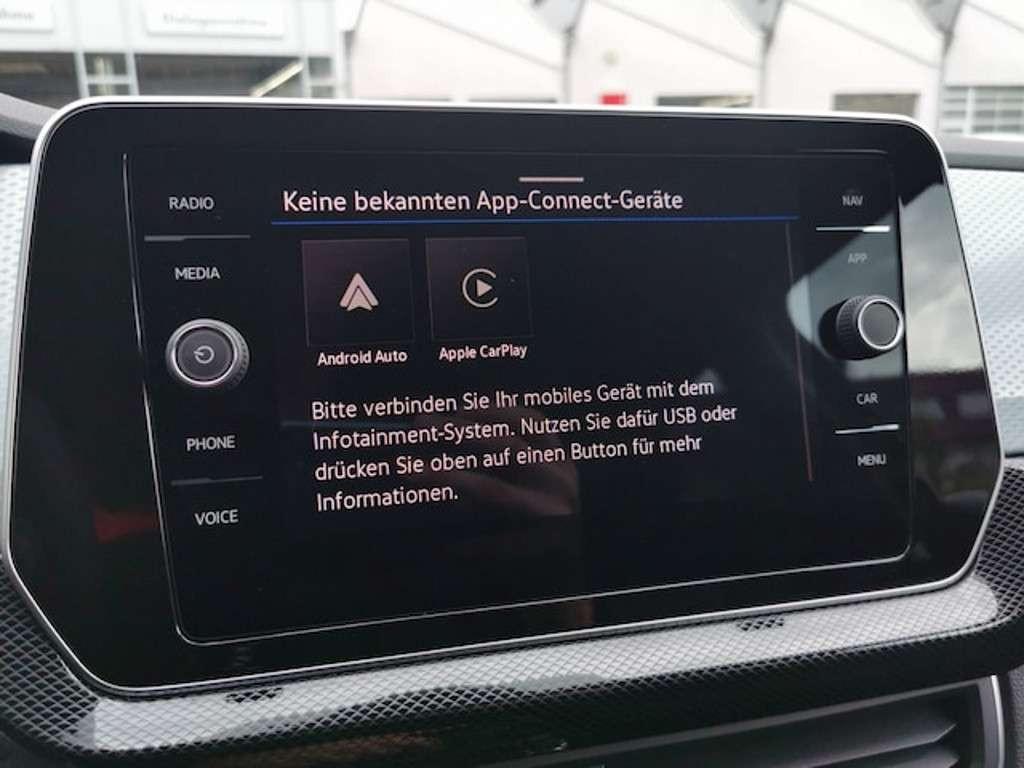 RADIO
MEDIA
PHONE
VOICE
Keine bekannten App-Connect-Geräte
Android Auto
Apple CarPlay
Bitte verbinden Sie Ihr mobiles Gerät mit dem
Infotainment-System. Nutzen Sie dafür USB oder
drücken Sie oben auf einen Button für mehr
Informationen.
NAV
APP
CAR
MENU